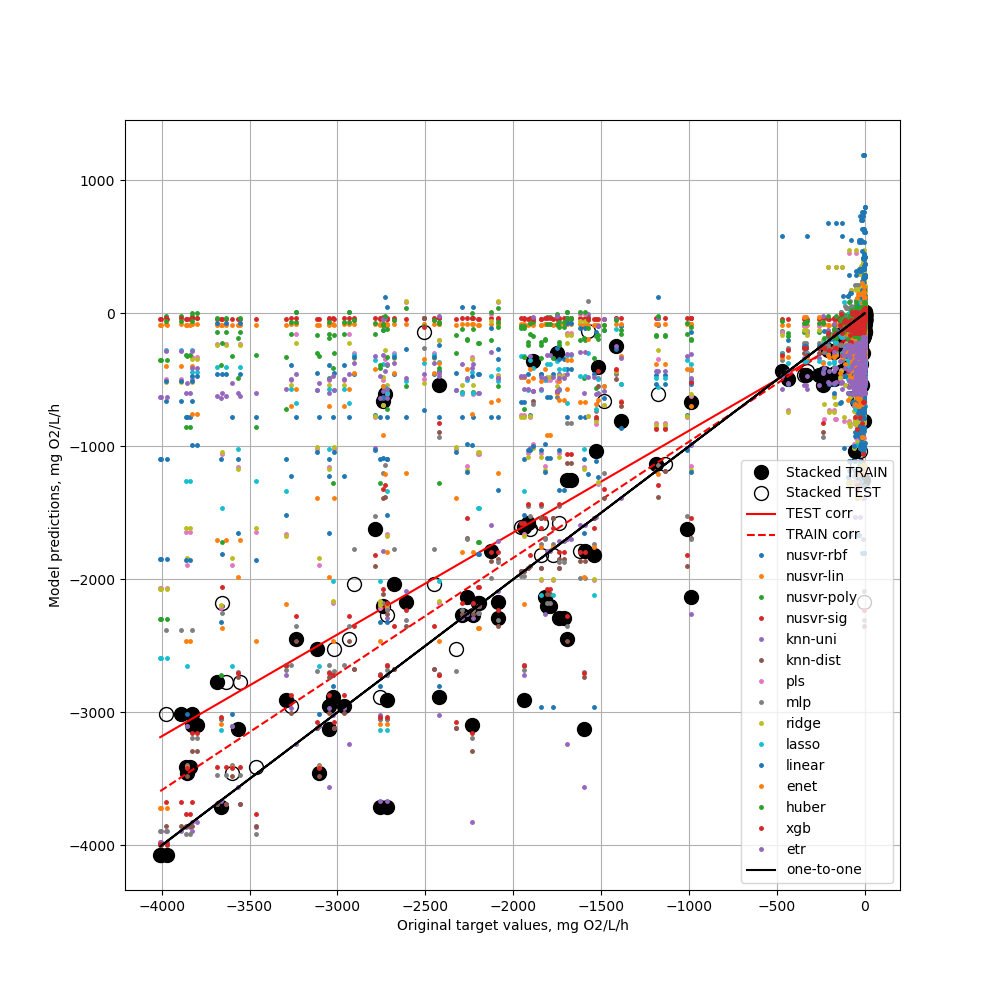 1000
0
−1000
−2000
−3000
−4000
Model predictions, mg O2/L/h
−4000 −3500 −3000 −2500 −2000 −1500 −1000 −500 0
Original target values, mg O2/L/h
Stacked TRAIN
Stacked TEST
TEST corr
TRAIN corr
nusvr-rbf
nusvr-lin
nusvr-poly
nusvr-sig
knn-uni
knn-dist
pls
mlp
ridge
lasso
linear
enet
huber
xgb
etr
one-to-one